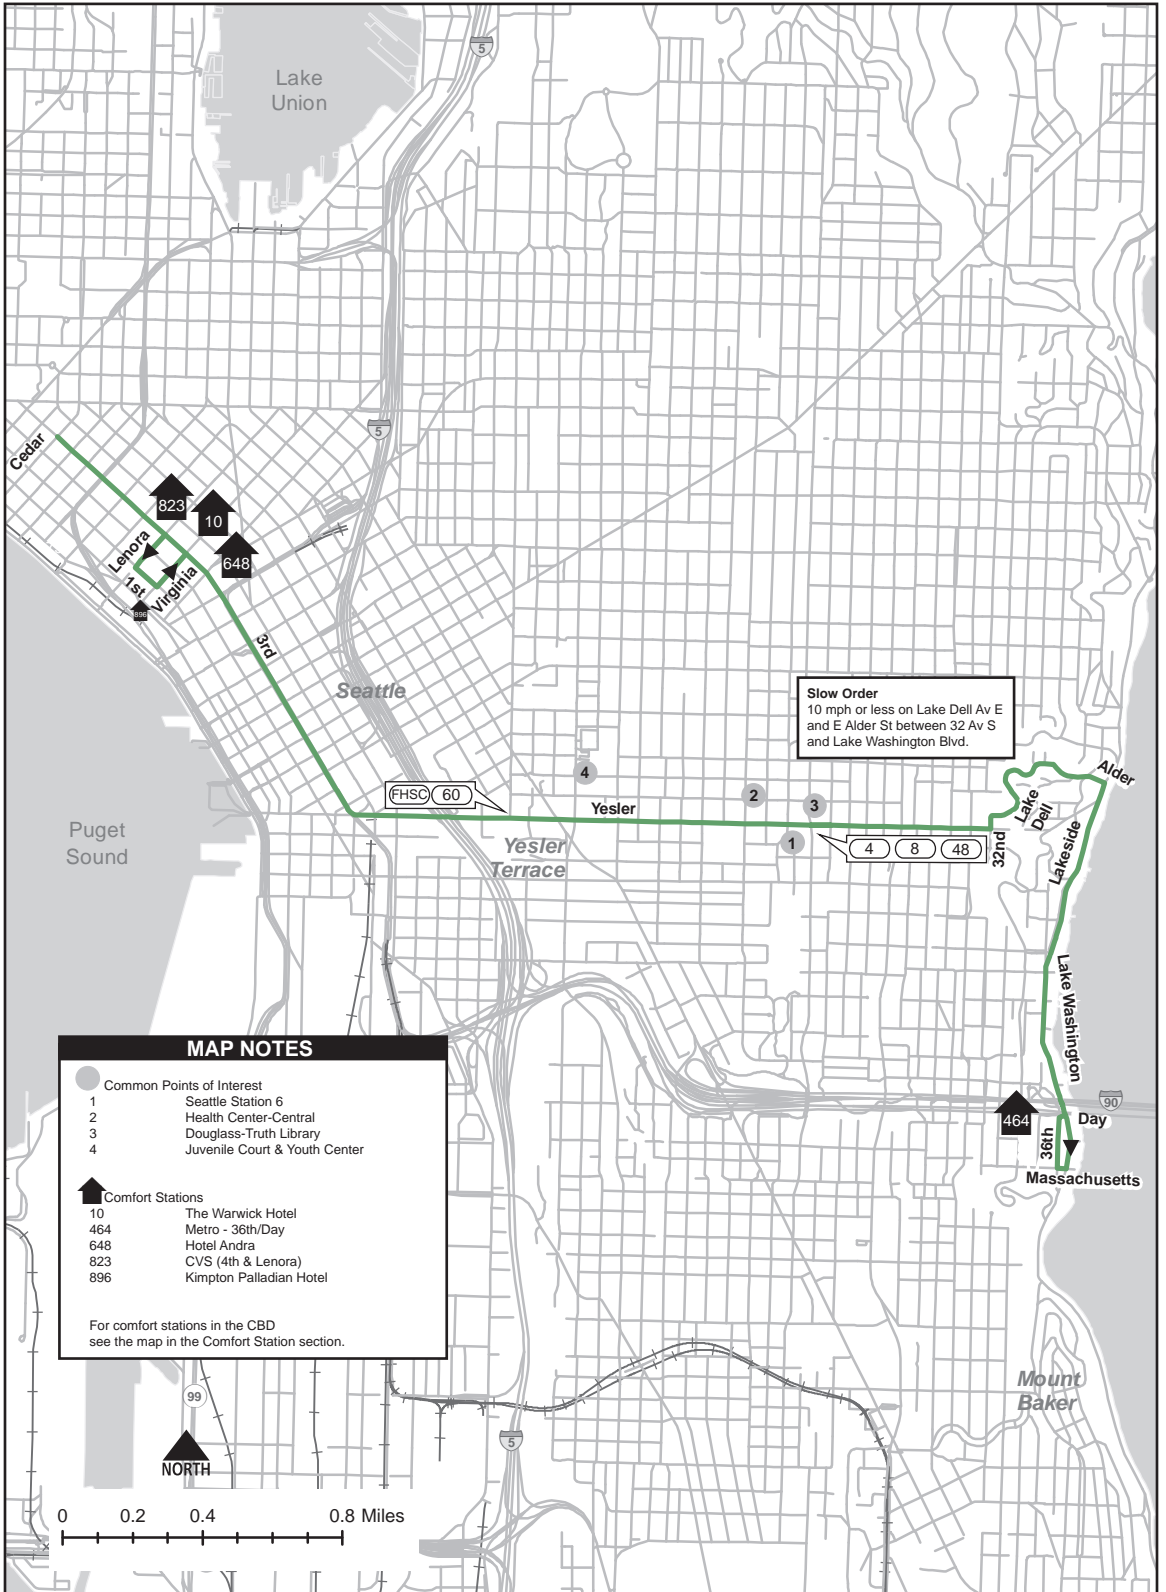 Lake
Union
5
5
Cedar
823
10
648
Lenora
1st
Virginia
896
3rd
Seattle
Slow Order
10 mph or less on Lake Dell Av E
and E Alder St between 32 Av S
and Lake Washington Blvd.
4
2
3
1
FHSC 60
Yesler
4 8 48
Alder
Lake
Dell
32nd
Lakeside
Puget
Sound
Yesler
Terrace
Lake Washington
90
464
Day
36th
Massachusetts
MAP NOTES
Common Points of Interest
1 Seattle Station 6
2 Health Center-Central
3 Douglass-Truth Library
4 Juvenile Court & Youth Center
Comfort Stations
10 The Warwick Hotel
464 Metro - 36th/Day
648 Hotel Andra
823 CVS (4th & Lenora)
896 Kimpton Palladian Hotel
For comfort stations in the CBD
see the map in the Comfort Station section.
Mount
Baker
99
5
NORTH
0 0.2 0.4 0.8 Miles